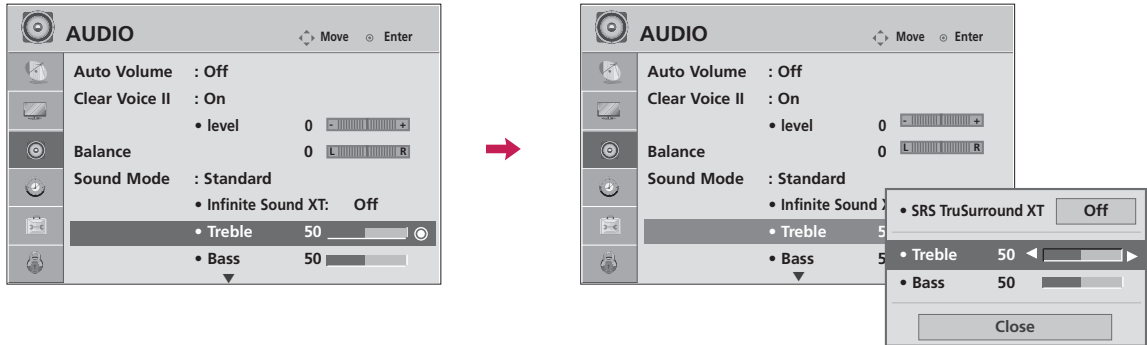 AUDIO
Move Enter
Auto Volume : Off
Clear Voice II : On
• level 0 - +
Balance 0 L R
Sound Mode : Standard
• Infinite Sound XT: Off
• Treble 50
• Bass 50
AUDIO
Move Enter
Auto Volume : Off
Clear Voice II : On
• level 0 - +
Balance 0 L R
Sound Mode : Standard
• Infinite Sound
• Treble 5
• Bass 5
• SRS TruSurround XT Off
• Treble 50
• Bass 50
Close